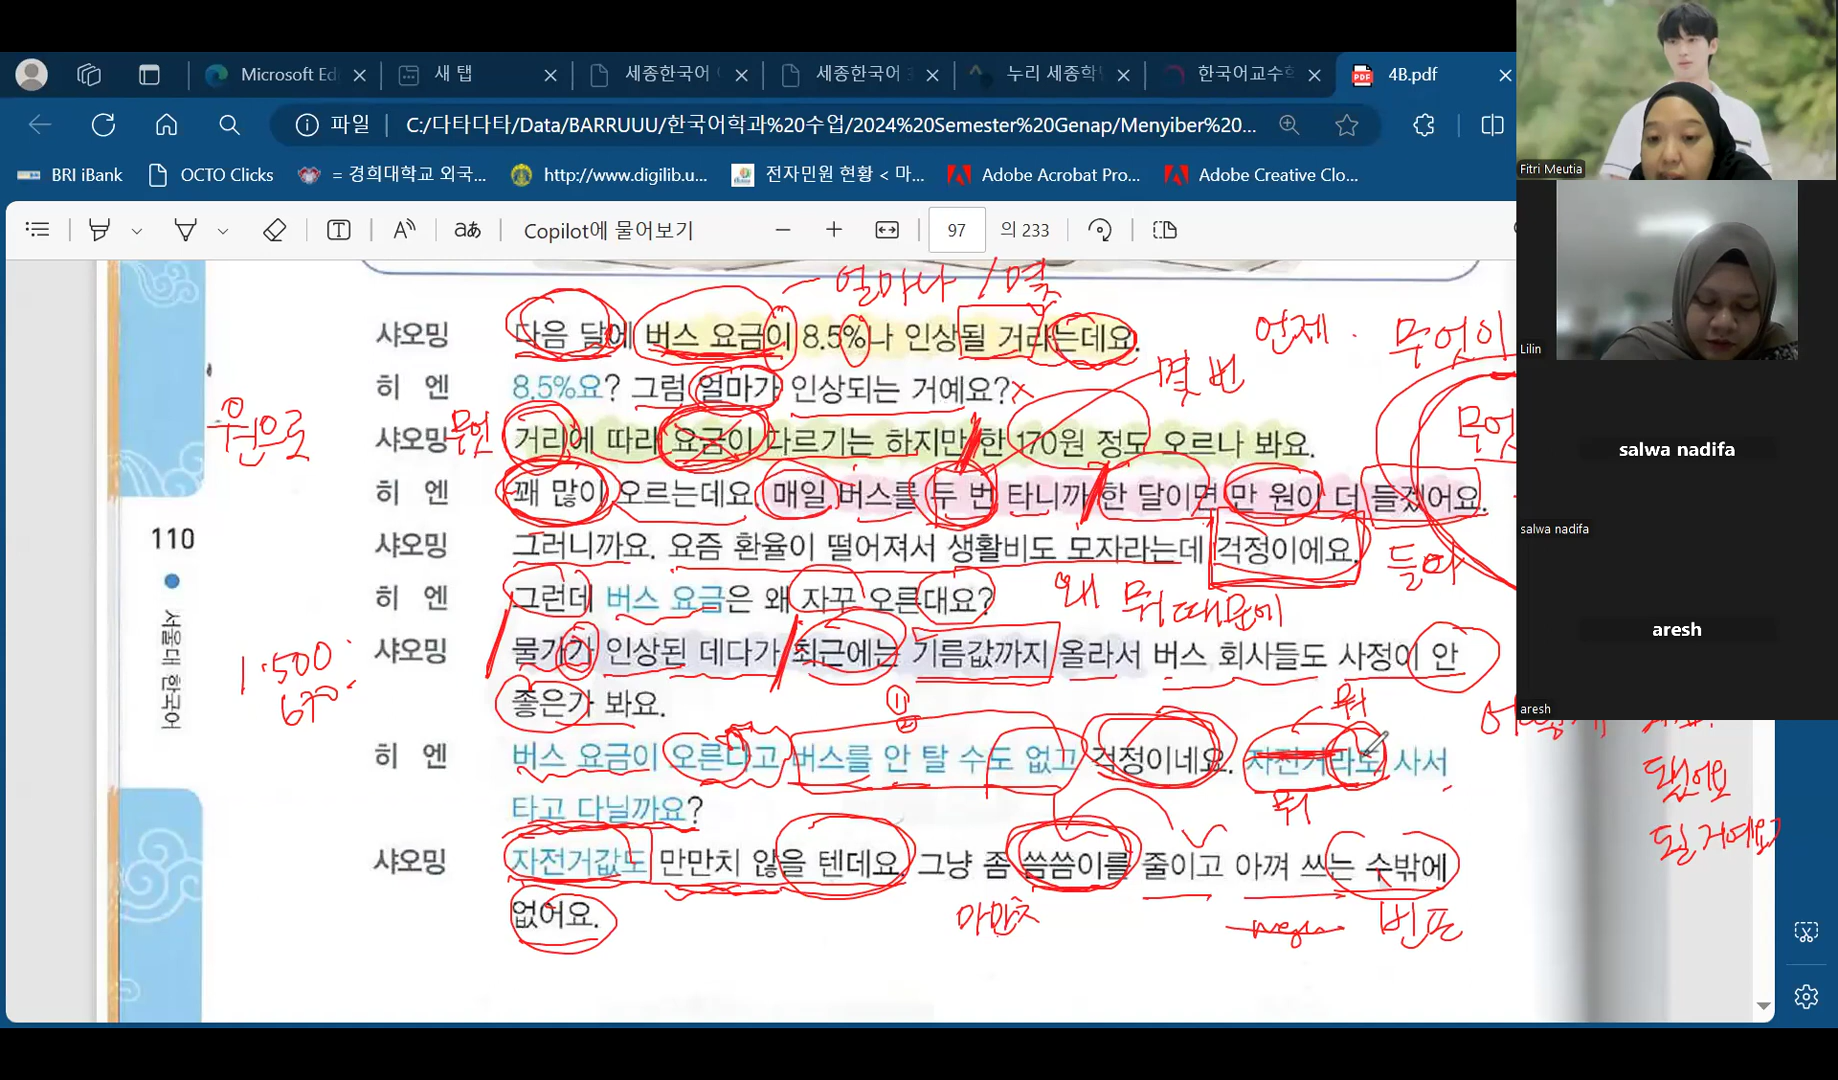 Microsoft Ed
새 탭
세종한국어
세종한국어 3
누리 세종학당
한국어교수학
4B.pdf
파일
C:/다타다타/Data/BARRUUU/한국어학과%20수업/2024%20Semester%20Genap/Menyiber%20...
BRI iBank
OCTO Clicks
= 경희대학교 외국...
http://www.digilib.u...
전자민원 현황 < 마...
Adobe Acrobat Pro...
Adobe Creative Clo...
Copilot에 물어보기
97
의 233
얼마나 / 몇
샤오밍 다음 달에 버스 요금이 8.5%나 인상될 거라는데요.
언제 . 무엇이
히 엔 8.5%요? 그럼 얼마가 인상되는 거예요?
몇 번
무엇
샤오밍 거리에 따라 요금이 다르기는 하지만 한 170원 정도 오르나 봐요.
무엇
히 엔 꽤 많이 오르는데요. 매일 버스를 두 번 타니까 한 달이면 만 원이 더 들겠어요.
샤오밍 그러니까요. 요즘 환율이 떨어져서 생활비도 모자라는데 걱정이에요.
들어
110
서울대 한국어
히 엔 그런데 버스 요금은 왜 자꾸 오른대요?
왜 뭐 때문에
샤오밍 물가가 인상된 데다가 최근에는 기름값까지 올라서 버스 회사들도 사정이 안
좋은가 봐요.
1.500
670
①
②
뭐
히 엔 버스 요금이 오른다고 버스를 안 탈 수도 없고 걱정이네요. 자전거라도 사서
타고 다닐까요?
뭐
됐어요
될 거예요?
샤오밍 자전거값도 만만치 않을 텐데요. 그냥 좀 씀씀이를 줄이고 아껴 쓰는 수밖에
없어요.
마만치
번프
Fitri Meutia
Lilin
salwa nadifa
salwa nadifa
aresh
aresh